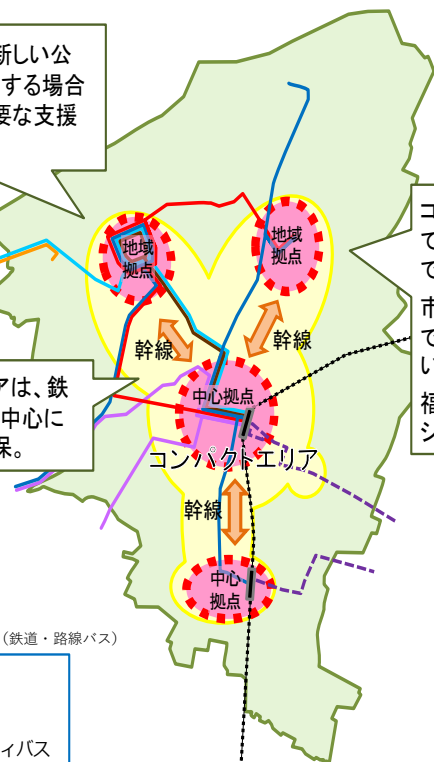 新しい公
する場合
要な支援
地域
拠点
地域
拠点
コ
て
で
市
て
い
福
シ
幹線
幹線
アは、鉄
中心に
保。
中心拠点
コンパクトエリア
幹線
中心
拠点
（鉄道・路線バス）
ィバス